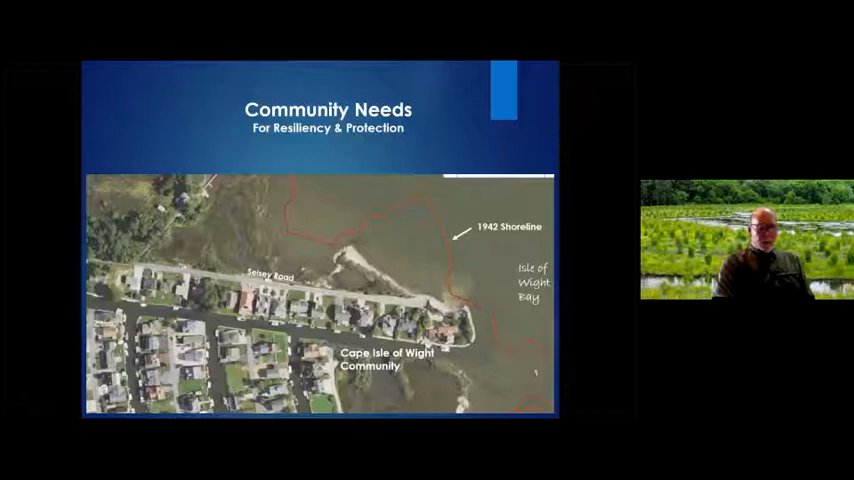 Community Needs
For Resiliency & Protection
1942 Shoreline
Isle of
Wight
Bay
Selsey Road
Cape Isle of Wight
Community